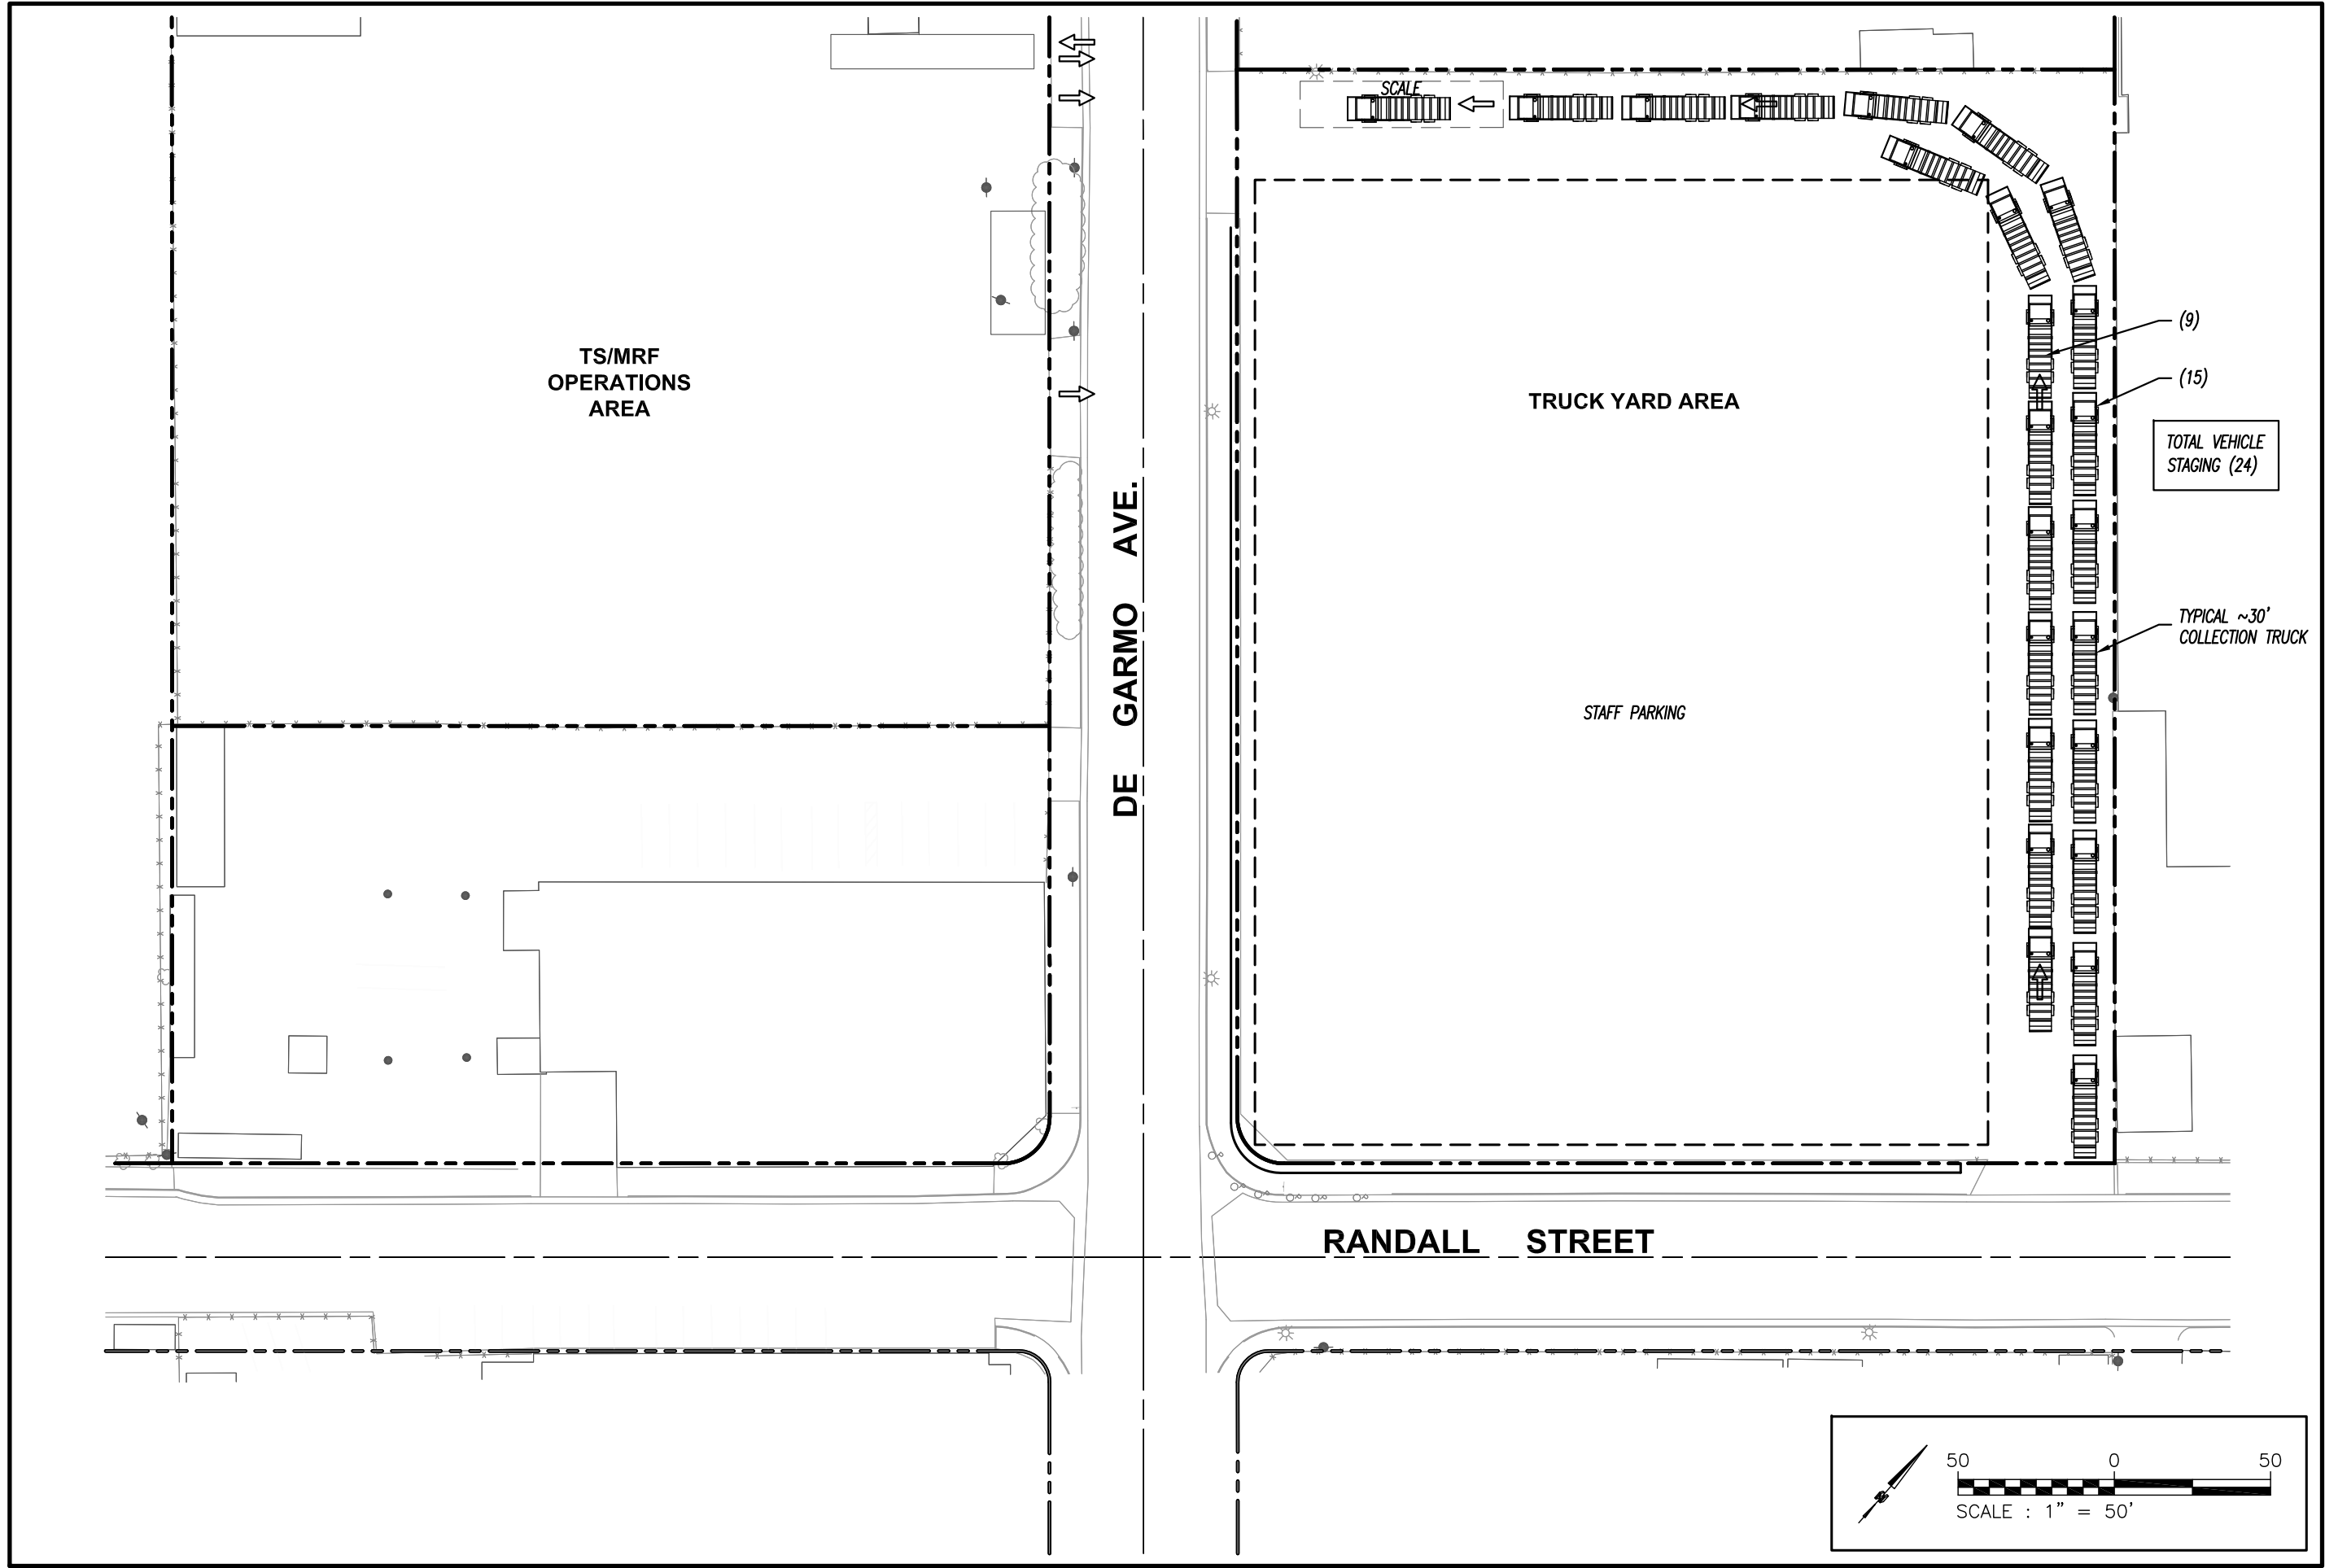 SCALE
(9)
(15)
TS/MRF
OPERATIONS
AREA
TRUCK YARD AREA
TOTAL VEHICLE
STAGING (24)
DE GARMO AVE.
TYPICAL ~30'
COLLECTION TRUCK
STAFF PARKING
RANDALL STREET
50 0 50
N
SCALE : 1" = 50'